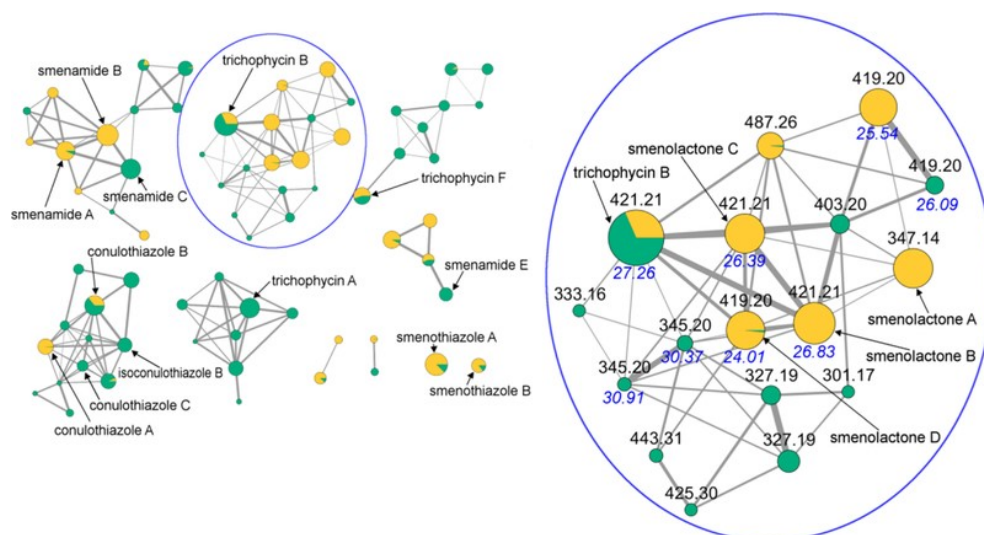 smenamide B
trichophycin B
smenamide A
smenamide C
trichophycin F
conulothiazole B
trichophycin A
smenamide E
isoconulothiazole B
conulothiazole C
conulothiazole A
smenothiazole A
smenothiazole B
419.20
25.54
487.26
smenolactone C
trichophycin B
419.20
26.09
421.21
27.26
421.21
26.39
403.20
347.14
smenolactone A
333.16
419.20
24.01
421.21
26.83
smenolactone B
345.20
30.37
345.20
30.91
327.19
301.17
smenolactone D
443.31
327.19
425.30